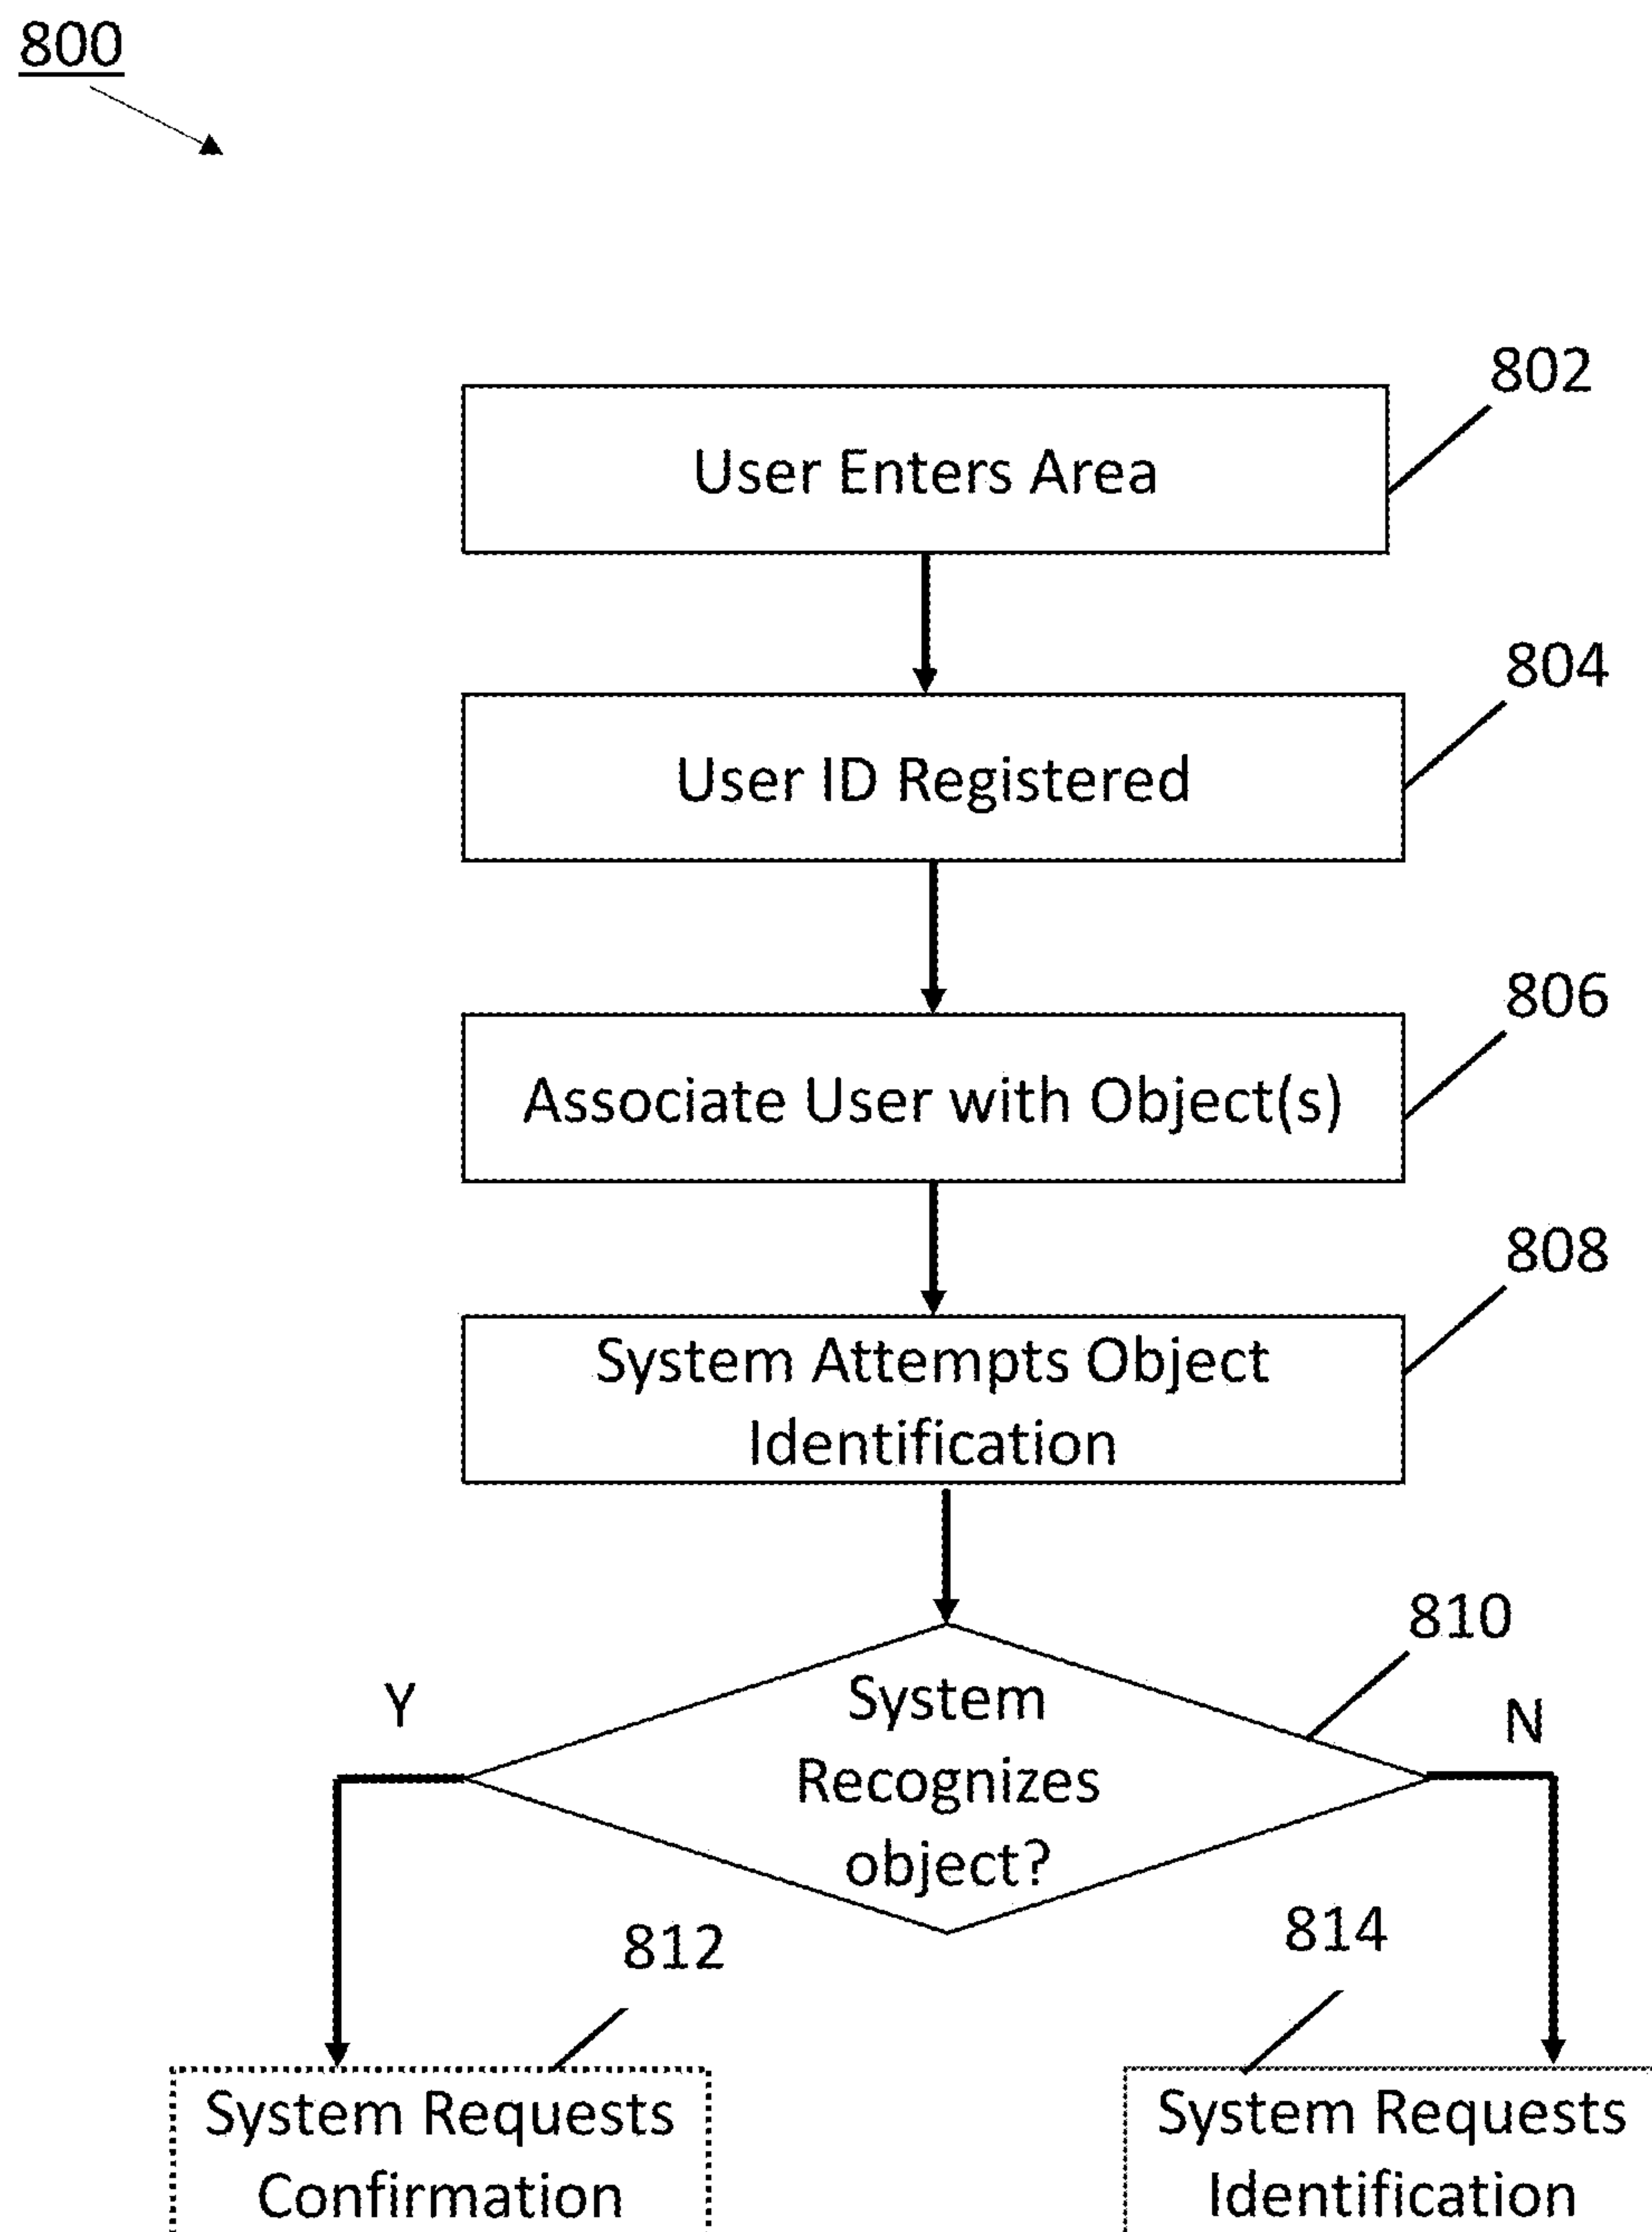 800
802
User Enters Area
804
User ID Registered
806
Associate User with Object(s)
808
System Attempts Object
Identification
810
Y
N
System
Recognizes
object?
812
814
System Requests
Confirmation
System Requests
Identification